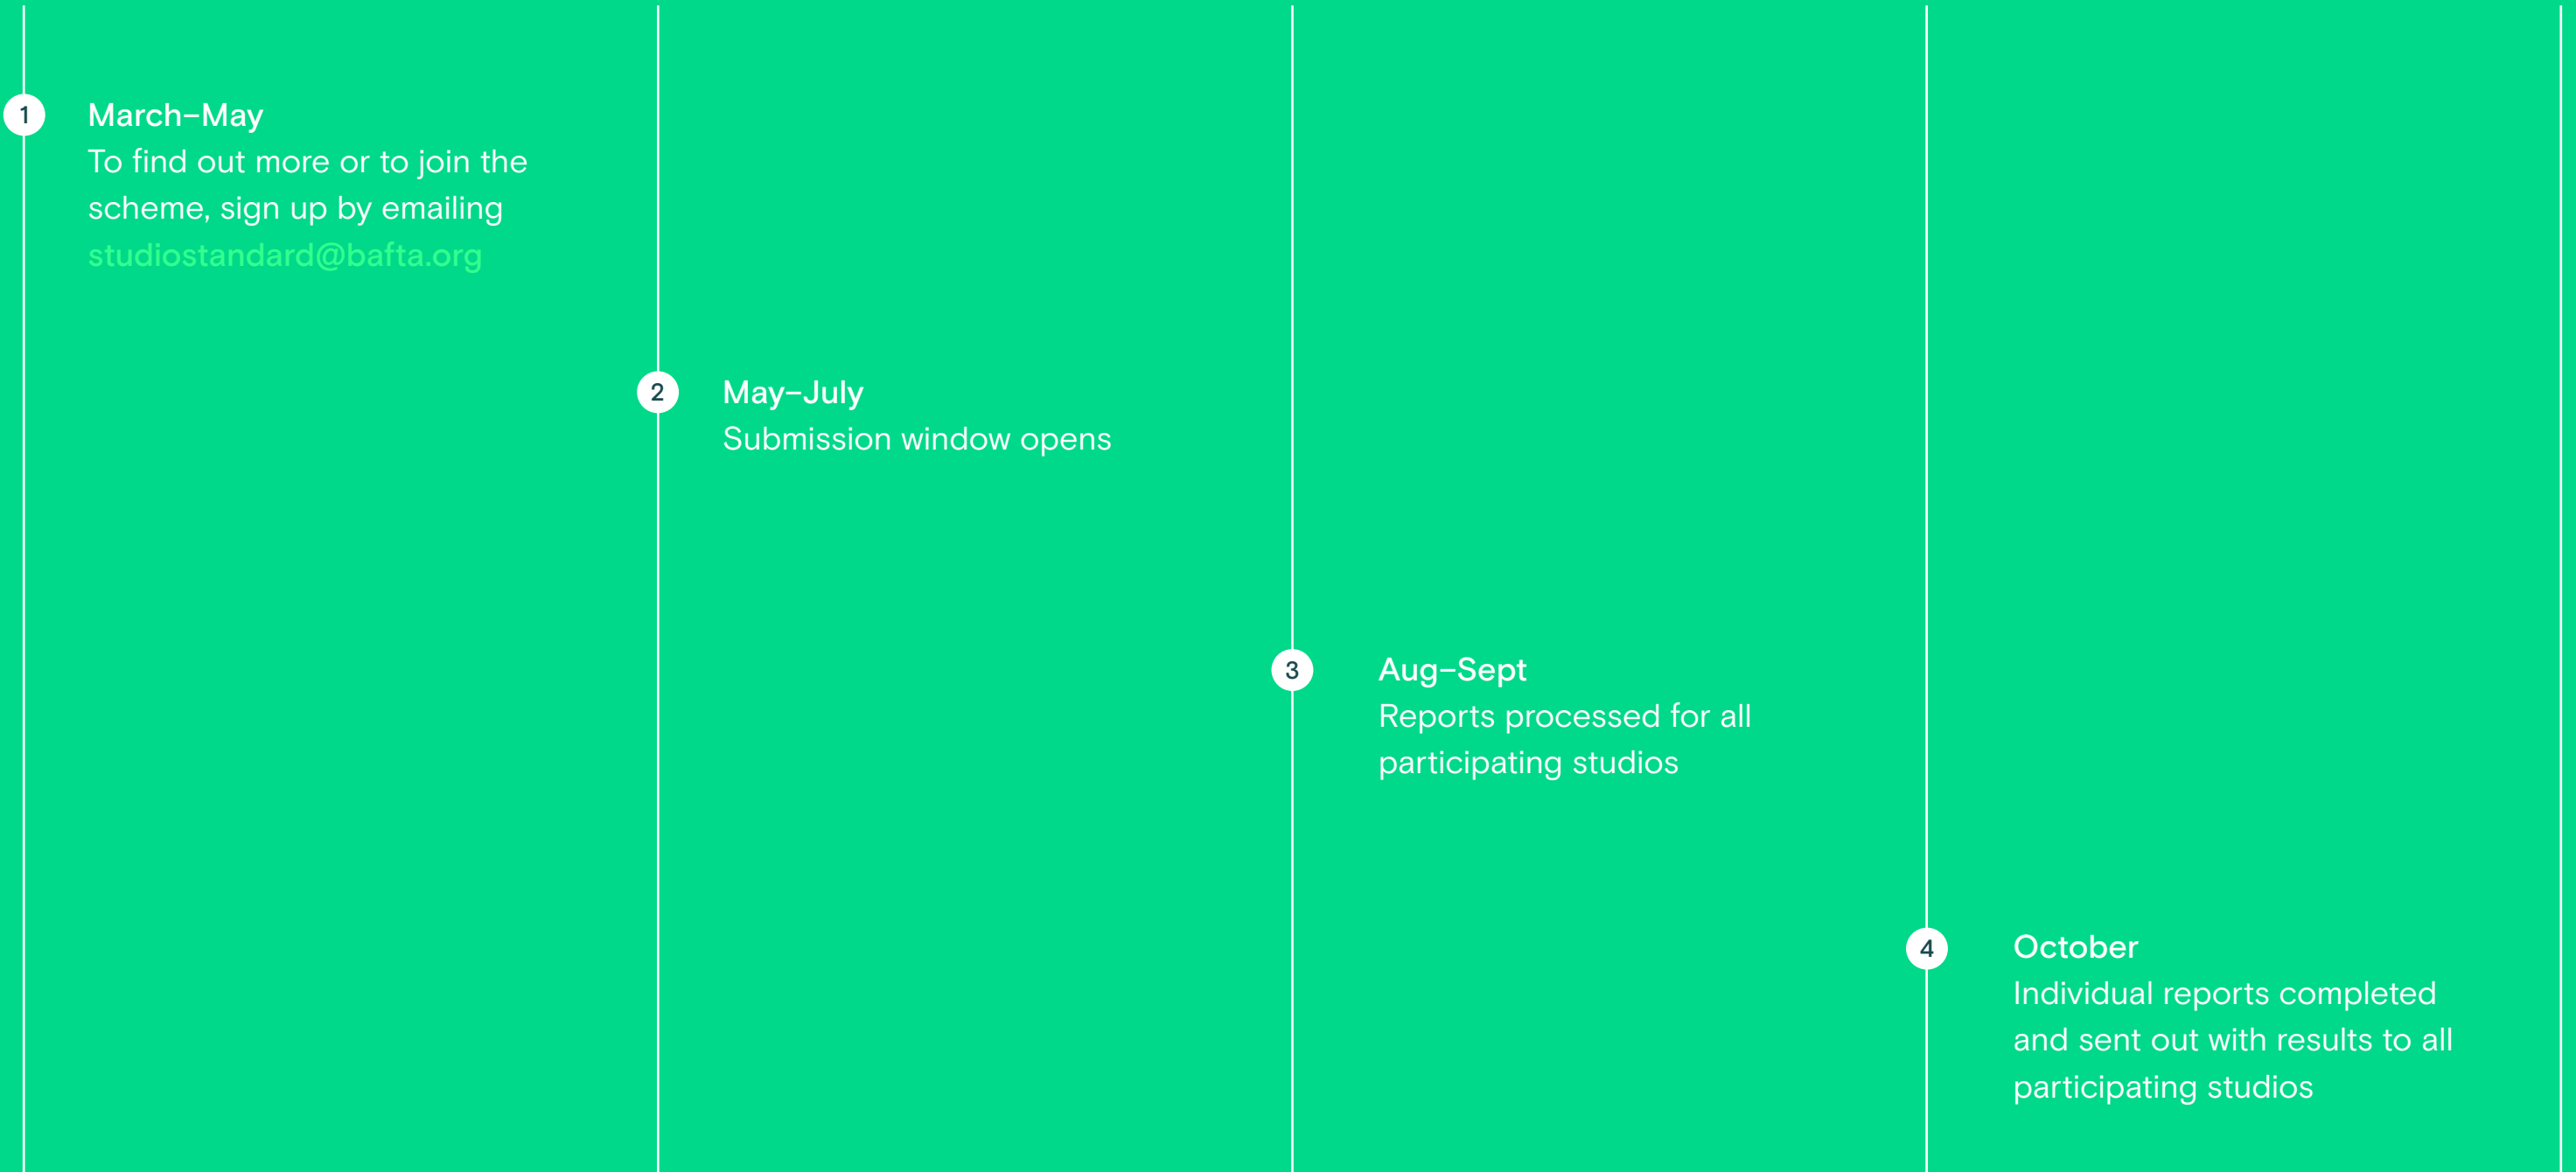 1
March–May
To find out more or to join the
scheme, sign up by emailing
studiostandard@bafta.org
2
May–July
Submission window opens
3
Aug–Sept
Reports processed for all
participating studios
4
October
Individual reports completed
and sent out with results to all
participating studios